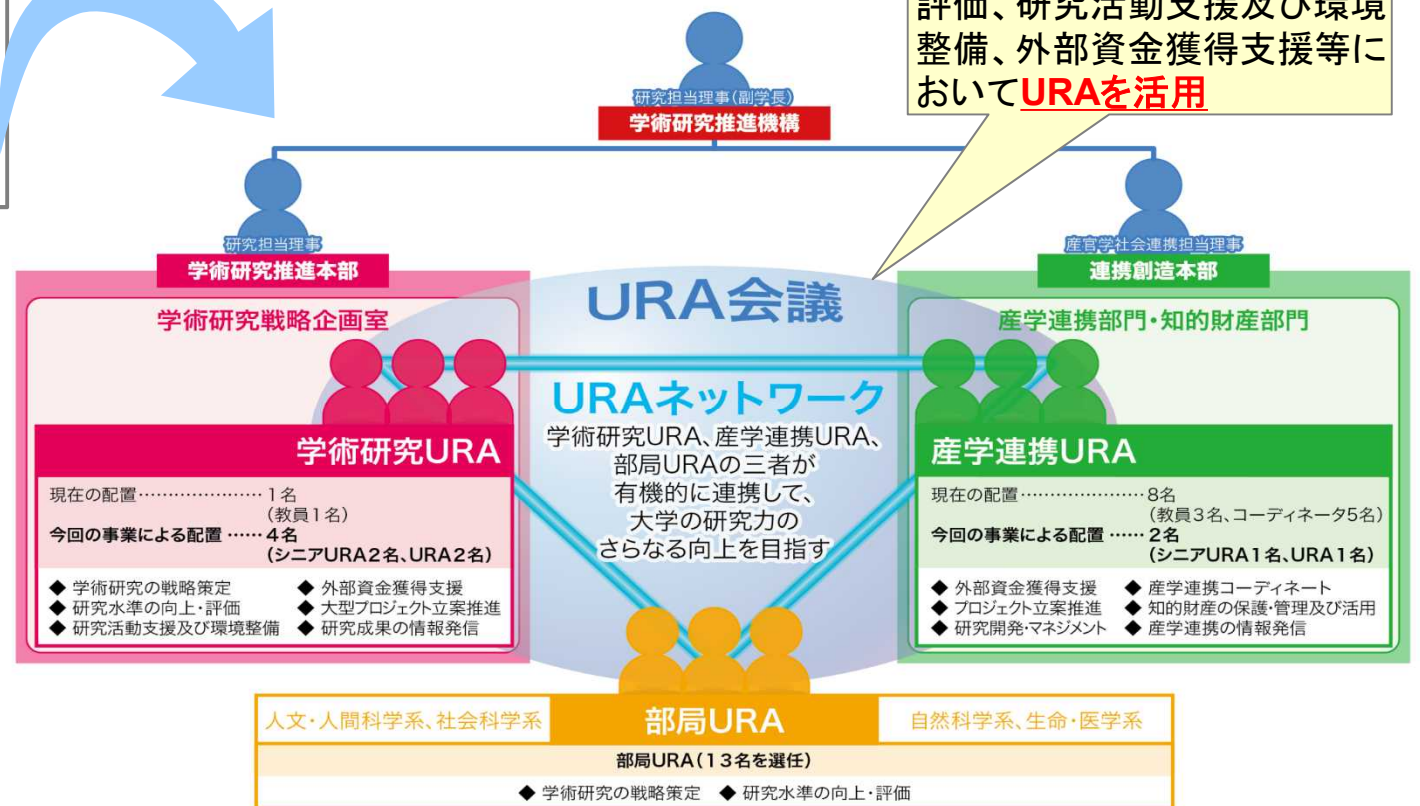 評価、研究活動支援及び環境
整備、外部資金獲得支援等に
おいてURAを活用
研究担当理事(副学長)
学術研究推進機構
研究担当理事
学術研究推進本部
産官学社会連携担当理事
連携創造本部
URA会議
学術研究戦略企画室
産学連携部門・知的財産部門
URAネットワーク
学術研究URA、産学連携URA、
部局URAの三者が
有機的に連携して、
大学の研究力の
さらなる向上を目指す
学術研究URA
現在の配置…………………1名
(教員1名)
今回の事業による配置……4名
(シニアURA2名、URA2名)
◆ 学術研究の戦略策定 ◆ 外部資金獲得支援
◆ 研究水準の向上・評価 ◆ 大型プロジェクト立案推進
◆ 研究活動支援及び環境整備 ◆ 研究成果の情報発信
産学連携URA
現在の配置…………………8名
(教員3名、コーディネータ5名)
今回の事業による配置……2名
(シニアURA1名、URA1名)
◆ 外部資金獲得支援 ◆ 産学連携コーディネート
◆ プロジェクト立案推進 ◆ 知的財産の保護・管理及び活用
◆ 研究開発・マネジメント ◆ 産学連携の情報発信
人文・人間科学系、社会科学系 部局URA 自然科学系、生命・医学系
部局URA(13名を選任)
◆ 学術研究の戦略策定 ◆ 研究水準の向上・評価